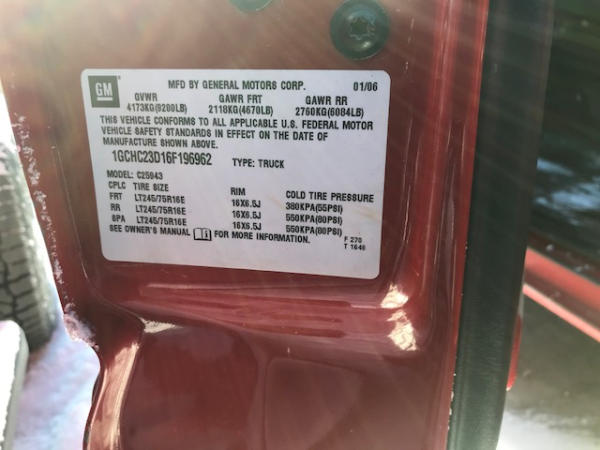 GM
MFD BY GENERAL MOTORS CORP. 01/06
GVWR GAWR FRT GAWR RR
4173KG(9200LB) 2118KG(4670LB) 2760KG(6084LB)
THIS VEHICLE CONFORMS TO ALL APPLICABLE U.S. FEDERAL MOTOR
VEHICLE SAFETY STANDARDS IN EFFECT ON THE DATE OF
MANUFACTURE SHOWN ABOVE.
1GCHC23D16F196962 TYPE: TRUCK
MODEL: C25943
CPLC TIRE SIZE RIM COLD TIRE PRESSURE
FRT LT245/75R16E 16X6.5J 380KPA(55PSI)
RR LT245/75R16E 16X6.5J 550KPA(80PSI)
SPA LT245/75R16E 16X6.5J 550KPA(80PSI)
SEE OWNER'S MANUAL FOR MORE INFORMATION.
F 270
T 1648